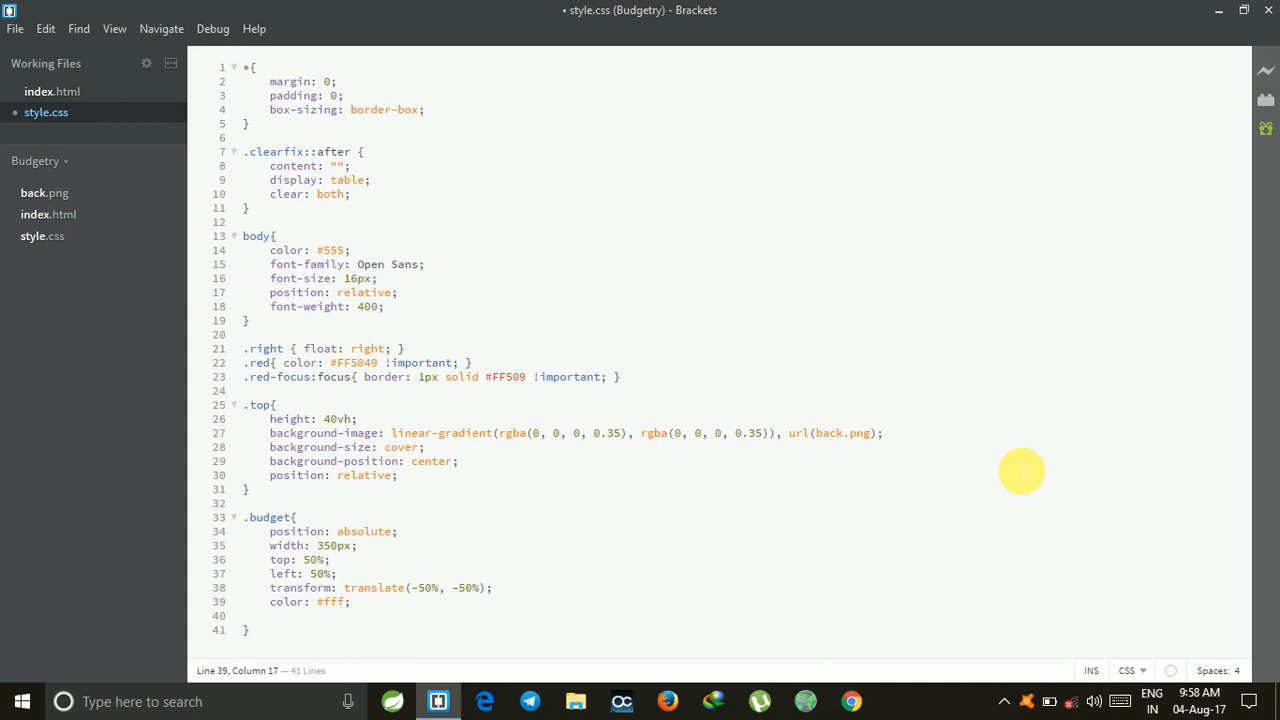 • style.css (Budgetry) - Brackets
File Edit Find View Navigate Debug Help
Working Files
index.html
• style.css
Budgetry
back.png
index.html
style.css
1 *{
2 margin: 0;
3 padding: 0;
4 box-sizing: border-box;
5 }
6
7 .clearfix::after {
8 content: "";
9 display: table;
10 clear: both;
11 }
12
13 body{
14 color: #555;
15 font-family: Open Sans;
16 font-size: 16px;
17 position: relative;
18 font-weight: 400;
19 }
20
21 .right { float: right; }
22 .red{ color: #FF5049 !important; }
23 .red-focus:focus{ border: 1px solid #FF509 !important; }
24
25 .top{
26 height: 40vh;
27 background-image: linear-gradient(rgba(0, 0, 0, 0.35), rgba(0, 0, 0, 0.35)), url(back.png);
28 background-size: cover;
29 background-position: center;
30 position: relative;
31 }
32
33 .budget{
34 position: absolute;
35 width: 350px;
36 top: 50%;
37 left: 50%;
38 transform: translate(-50%, -50%);
39 color: #fff;
40
41 }
Line 39, Column 17 — 41 Lines
INS CSS Spaces: 4
Type here to search
ENG
IN
9:58 AM
04-Aug-17